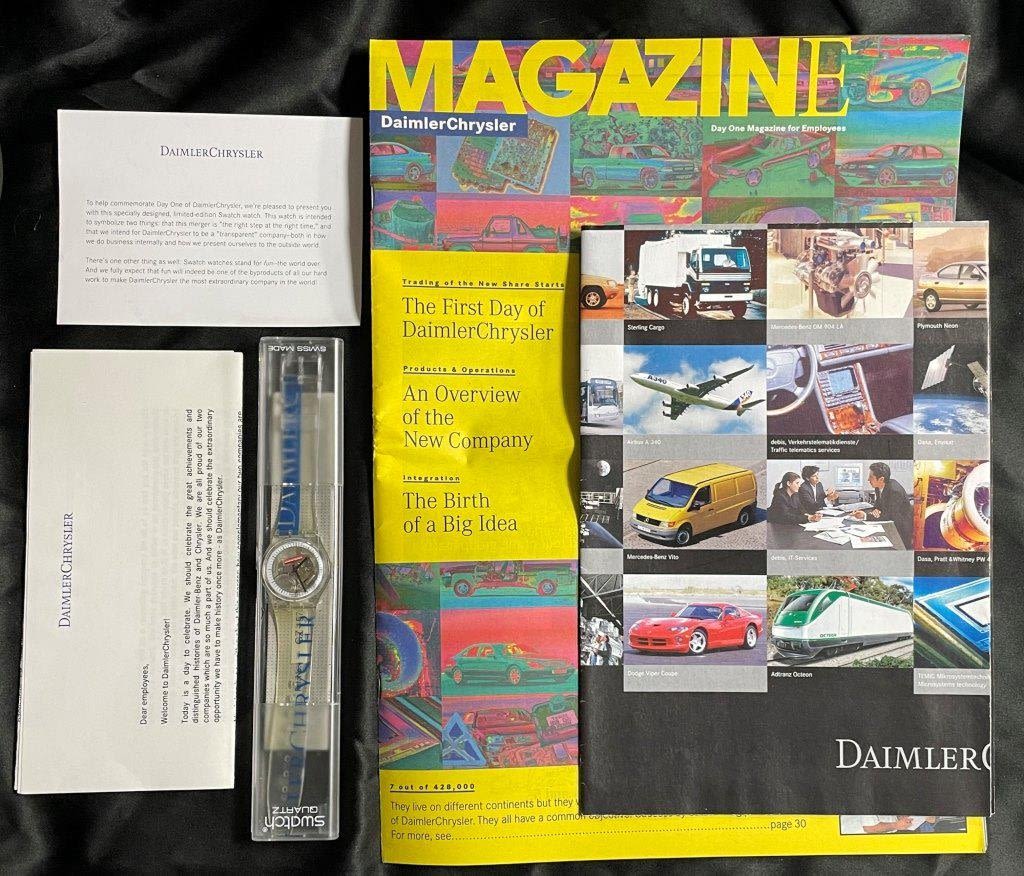 MAGAZINE
DaimlerChrysler
Day One Magazine for Employees
DAIMLERCHRYSLER
To help commemorate Day One of DaimlerChrysler, we're pleased to present you
with this specially designed, limited-edition Swatch watch. This watch is intended
to symbolize two things: that this merger is "the right step at the right time," and
that we intend for DaimlerChrysler to be a "transparent" company–both in how
we do business internally and how we present ourselves to the outside world.
There's one other thing as well: Swatch watches stand for fun–the world over.
And we fully expect that fun will indeed be one of the byproducts of all our hard
work to make DaimlerChrysler the most extraordinary company in the world!
DAIMLERCHRYSLER
Dear employees,
Welcome to DaimlerChrysler!
Today is a day to celebrate. We should celebrate the great achievements and
distinguished histories of Daimler-Benz and Chrysler. We are all proud of our two
companies which are so much a part of us. And we should celebrate the extraordinary
opportunity we have to make history once more - as DaimlerChrysler.
SWISS MADE
DAIMLERC
ERCHRYSLER
swatch
QUARTZ
Trading of the New Share Starts
The First Day of
DaimlerChrysler
Products & Operations
An Overview
of the
New Company
Integration
The Birth
of a Big Idea
7 out of 428,000
They live on different continents but they
of DaimlerChrysler. They all have a common
For more, see
page 30
Sterling Cargo
Mercedes-Benz OM 904 LA
Plymouth Neon
A340
Airbus A 340
debis, Verkehrstelematikdienste/
Traffic telematics services
Dasa, Envisat
Mercedes-Benz Vito
debis, IT-Services
Dasa, Pratt &Whitney PW 4
OCTEON
Dodge Viper Coupe
Adtranz Octeon
TEMIC Mikrosystemtechn
Microsystems technology
DAIMLERC